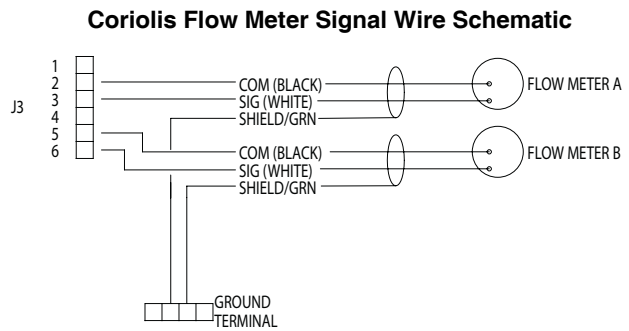 Coriolis Flow Meter Signal Wire Schematic
J3
1
2
3
4
5
6
COM (BLACK)
SIG (WHITE)
SHIELD/GRN
FLOW METER A
COM (BLACK)
SIG (WHITE)
SHIELD/GRN
FLOW METER B
GROUND
TERMINAL